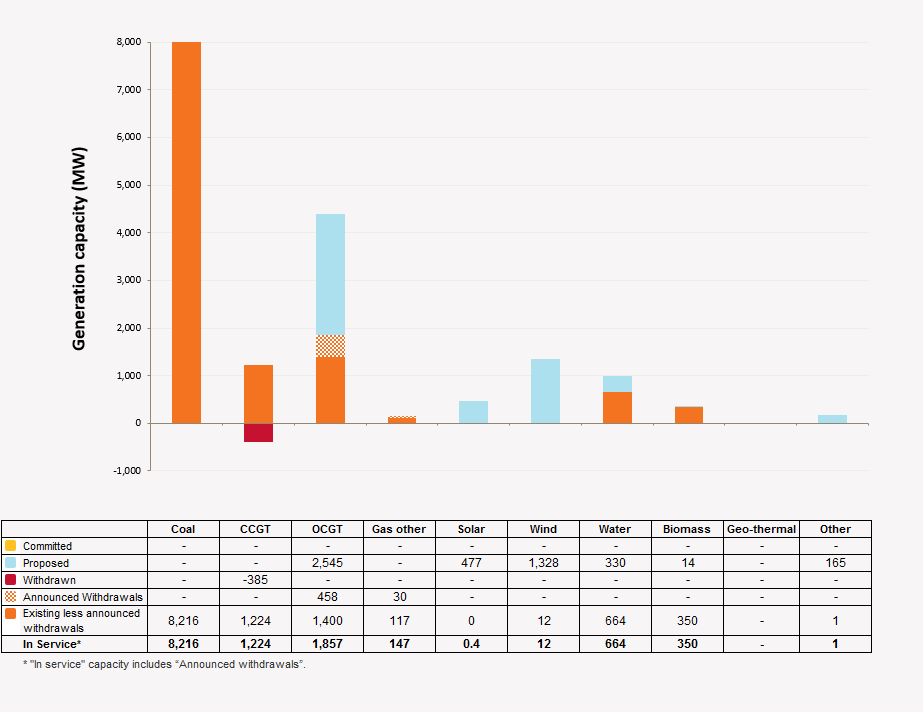 8,000
7,000
6,000
5,000
4,000
3,000
2,000
1,000
0
-1,000
Generation capacity (MW)
Coal CCGT OCGT Gas other Solar Wind Water Biomass Geo-thermal Other
Committed - - - - - - - - - -
Proposed - - 2,545 - 477 1,328 330 14 - 165
Withdrawn - -385 - - - - - - - -
Announced Withdrawals - - 458 30 - - - - - -
Existing less announced
withdrawals 8,216 1,224 1,400 117 0 12 664 350 - 1
In Service* 8,216 1,224 1,857 147 0.4 12 664 350 - 1
* "In service" capacity includes “Announced withdrawals”.